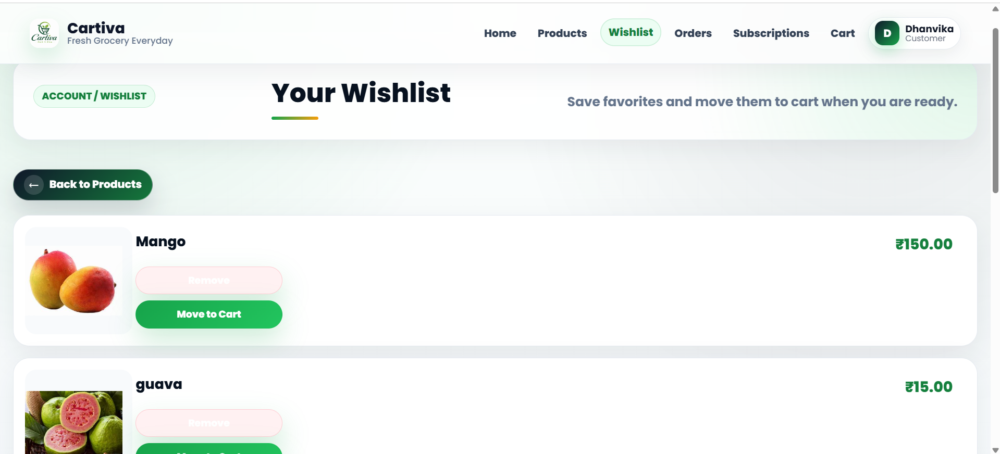 Cartiva
Cartiva
Fresh Grocery Everyday
Home
Products
Wishlist
Orders
Subscriptions
Cart
D
Dhanvika
Customer
ACCOUNT / WISHLIST
Your Wishlist
Save favorites and move them to cart when you are ready.
← Back to Products
Mango
₹150.00
Remove
Move to Cart
guava
₹15.00
Remove